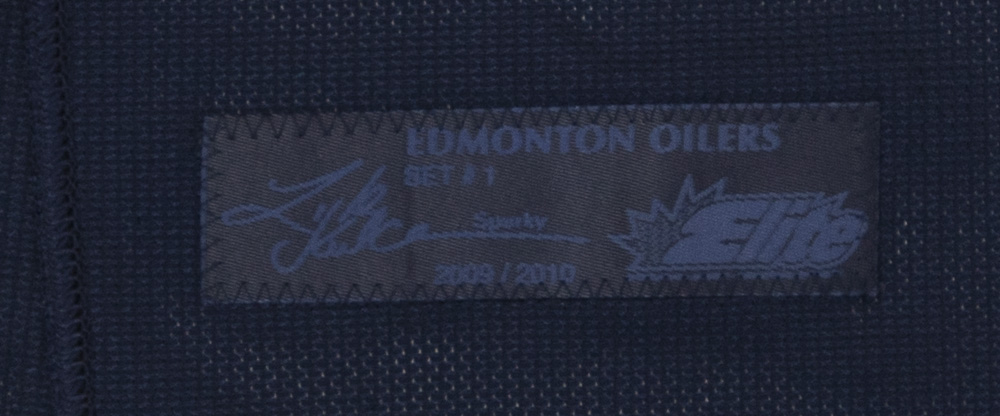 EDMONTON OILERS
SET # 1
Sparky
Elite
2009 / 2010